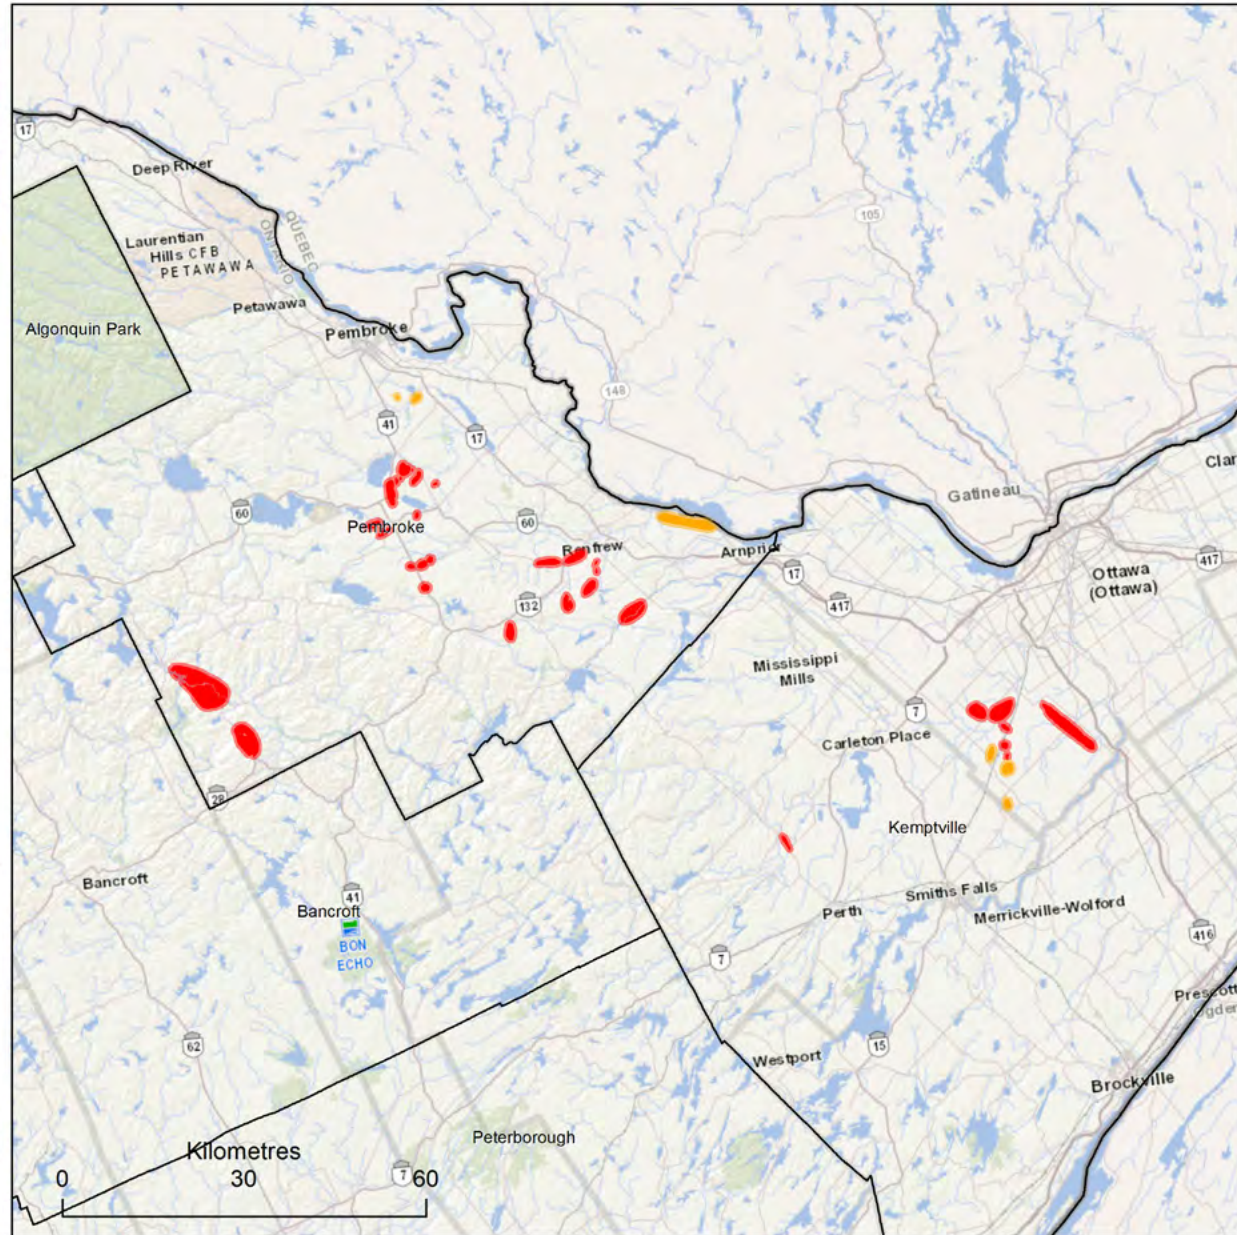 17
Deep River
105
QUEBEC
ONTARIO
Laurentian
Hills CFB
PETAWAWA
Petawawa
Algonquin Park
Pembroke
148
41
17
Clar
Gatineau
60
Pembroke
60
Renfrew
Arnprier
17
417
417
Ottawa
(Ottawa)
132
Mississippi
Mills
7
Carleton Place
28
Kemptville
Bancroft
41
Bancroft
BON
ECHO
Smiths Falls
Perth
Merrickville-Wolford
416
7
Prescott
Ogden
62
15
Westport
Brockville
Peterborough
Kilometres
7
0 30 60